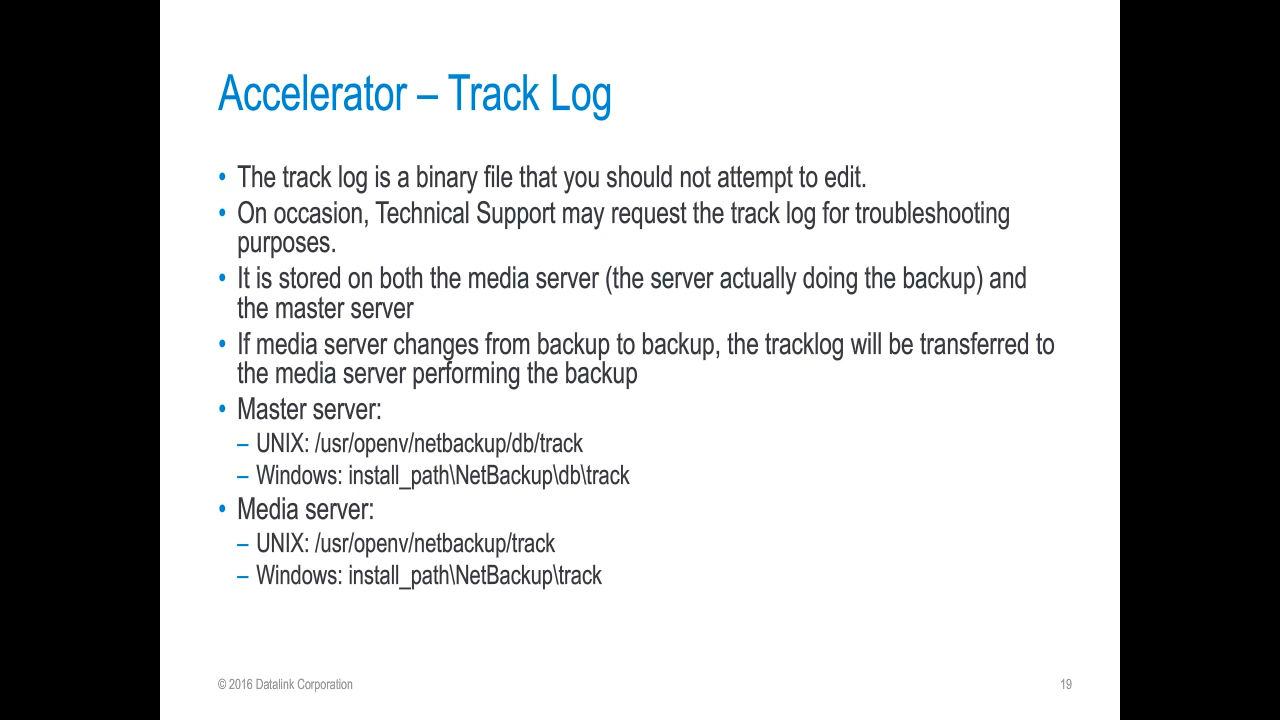 Accelerator – Track Log
• The track log is a binary file that you should not attempt to edit.
• On occasion, Technical Support may request the track log for troubleshooting
purposes.
• It is stored on both the media server (the server actually doing the backup) and
the master server
• If media server changes from backup to backup, the tracklog will be transferred to
the media server performing the backup
• Master server:
– UNIX: /usr/openv/netbackup/db/track
– Windows: install_path\NetBackup\db\track
• Media server:
– UNIX: /usr/openv/netbackup/track
– Windows: install_path\NetBackup\track
© 2016 Datalink Corporation
19